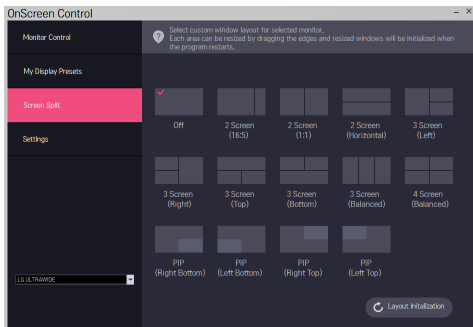 OnScreen Control
Monitor Control
My Display Presets
Screen Split
Settings
LG ULTRAWIDE
Select custom window layout for selected monitor.
Each area can be resized by dragging the edges and resized windows will be initialized when
the program restarts.
Off
2 Screen
(16:5)
2 Screen
(1:1)
2 Screen
(Horizontal)
3 Screen
(Left)
3 Screen
(Right)
3 Screen
(Top)
3 Screen
(Bottom)
3 Screen
(Balanced)
4 Screen
(Balanced)
PIP
(Right Bottom)
PIP
(Left Bottom)
PIP
(Right Top)
PIP
(Left Top)
Layout Initalization